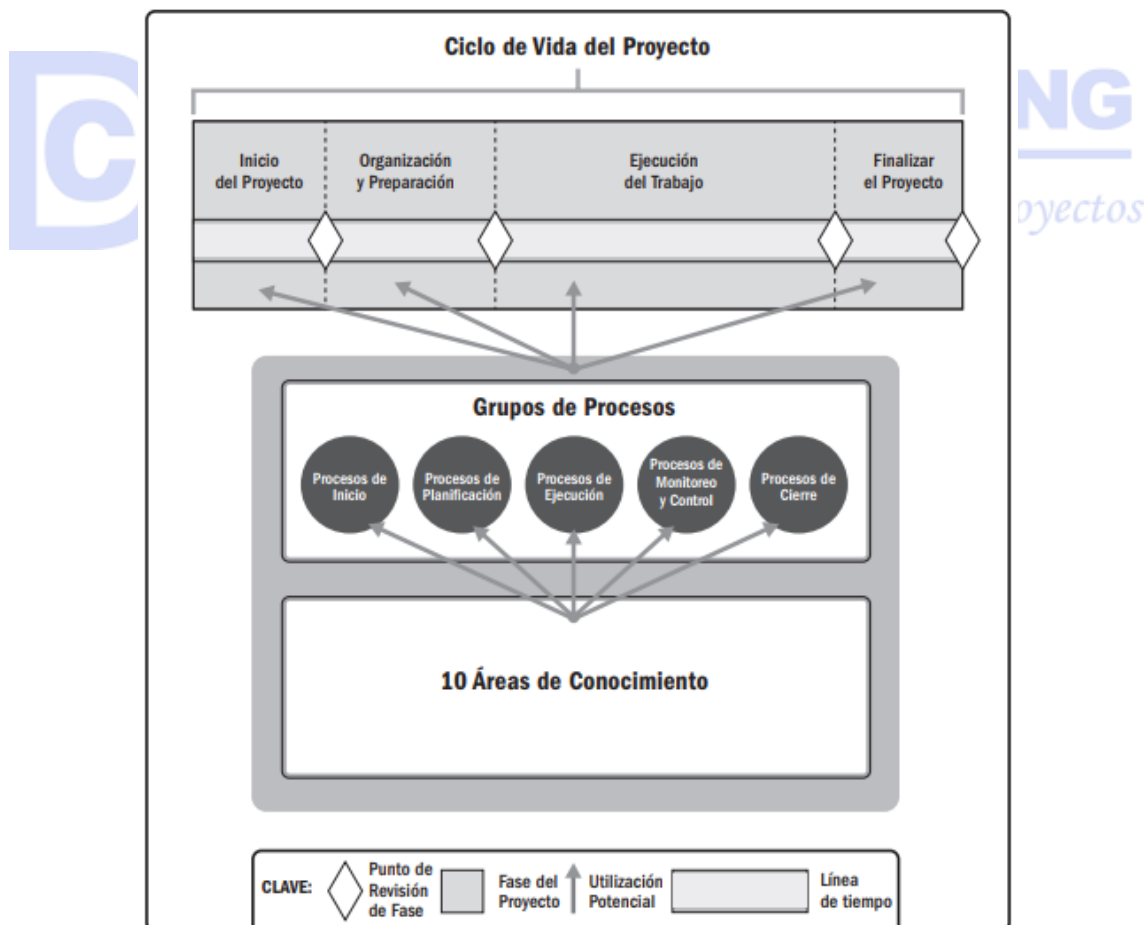 Ciclo de Vida del Proyecto
DC
NG
oyectos
Inicio
del Proyecto
Organización
y Preparación
Ejecución
del Trabajo
Finalizar
el Proyecto
Grupos de Procesos
Procesos de
Inicio
Procesos de
Planificación
Procesos de
Ejecución
Procesos de
Monitoreo
y Control
Procesos de
Cierre
10 Áreas de Conocimiento
CLAVE:
Punto de
Revisión
de Fase
Fase del
Proyecto
Utilización
Potencial
Línea
de tiempo